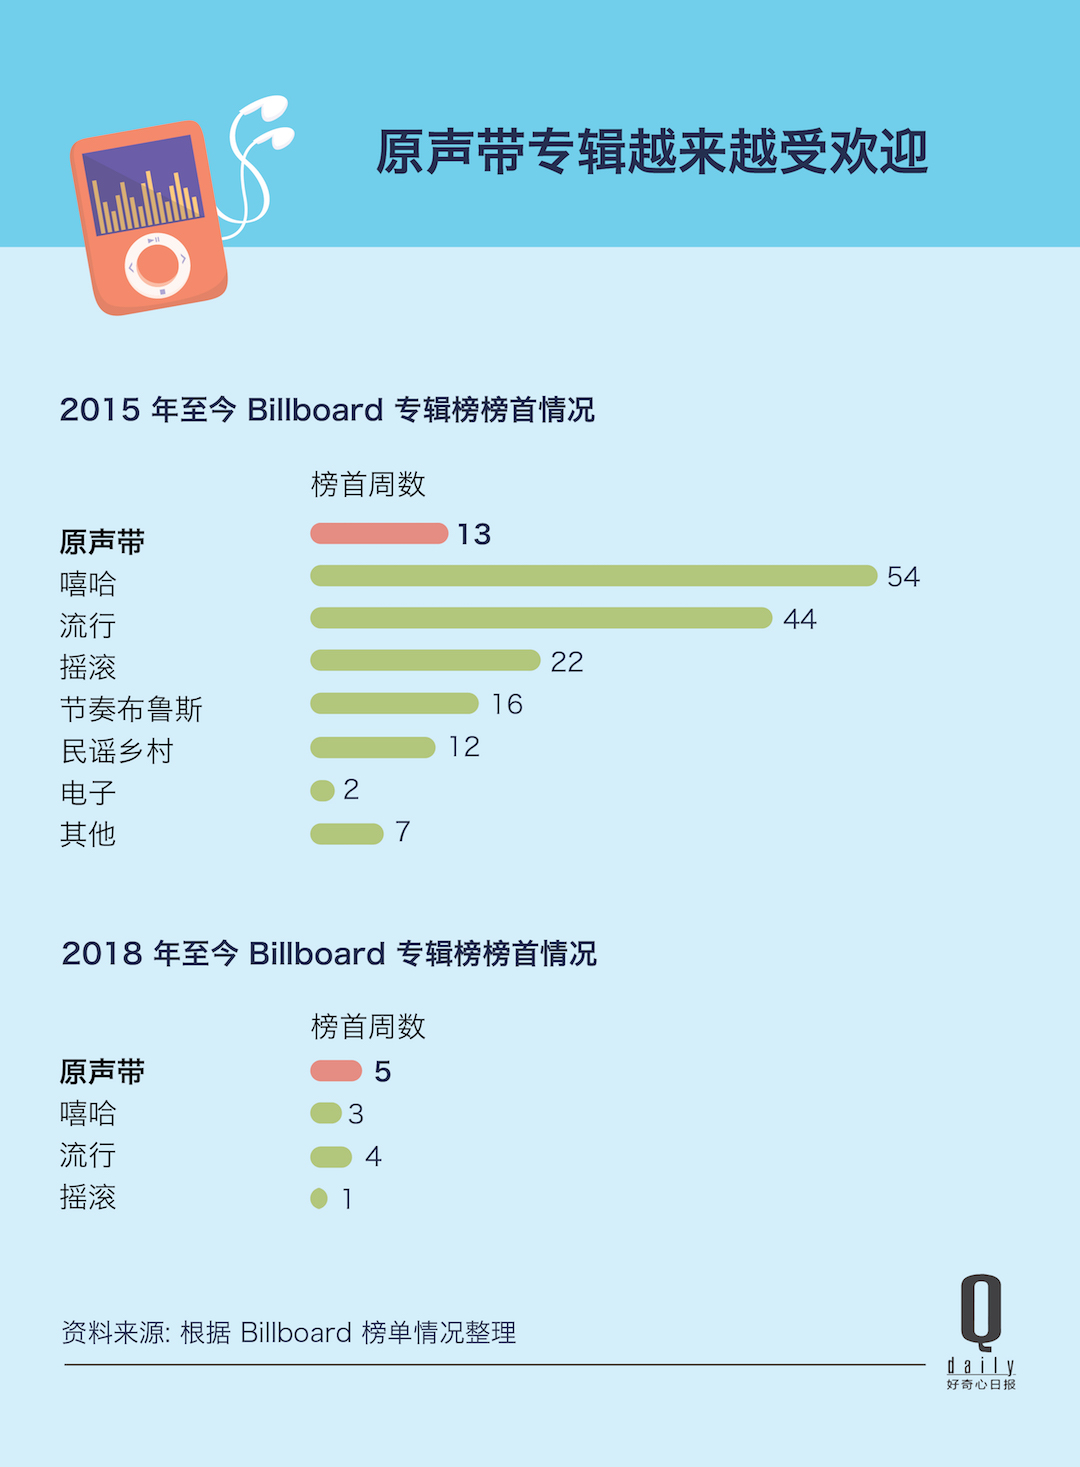 原声带专辑越来越受欢迎
2015 年至今 Billboard 专辑榜榜首情况
榜首周数
原声带 13
嘻哈 54
流行 44
摇滚 22
节奏布鲁斯 16
民谣乡村 12
电子 2
其他 7
2018 年至今 Billboard 专辑榜榜首情况
榜首周数
原声带 5
嘻哈 3
流行 4
摇滚 1
资料来源: 根据 Billboard 榜单情况整理
Q
daily
好奇心日报